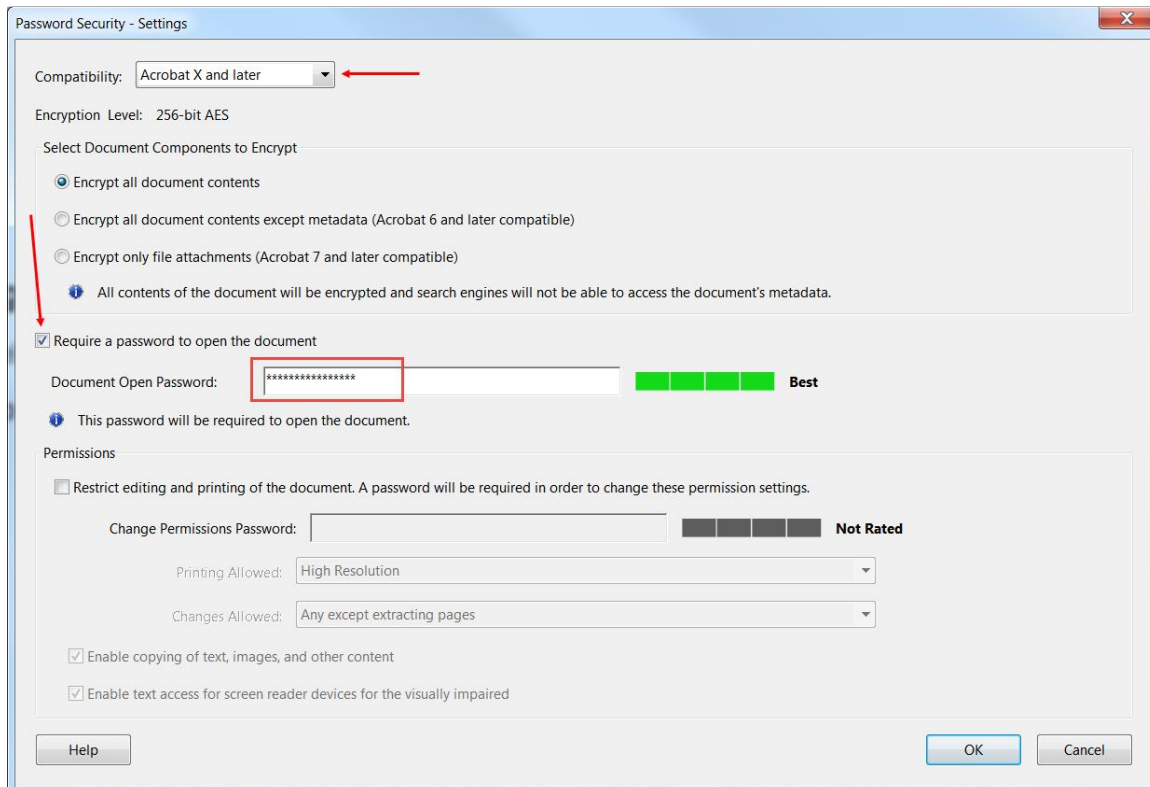 Password Security - Settings
Compatibility: Acrobat X and later
Encryption Level: 256-bit AES
Select Document Components to Encrypt
Encrypt all document contents
Encrypt all document contents except metadata (Acrobat 6 and later compatible)
Encrypt only file attachments (Acrobat 7 and later compatible)
All contents of the document will be encrypted and search engines will not be able to access the document's metadata.
Require a password to open the document
Document Open Password: **************** Best
This password will be required to open the document.
Permissions
Restrict editing and printing of the document. A password will be required in order to change these permission settings.
Change Permissions Password: Not Rated
Printing Allowed: High Resolution
Changes Allowed: Any except extracting pages
Enable copying of text, images, and other content
Enable text access for screen reader devices for the visually impaired
Help OK Cancel